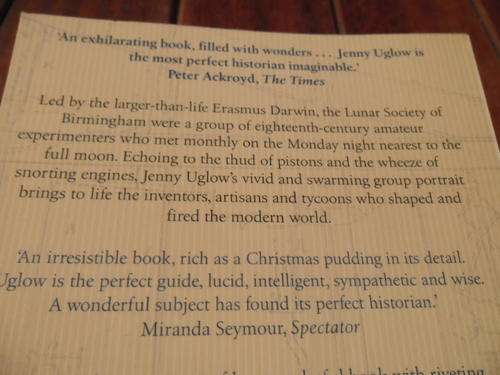 'An exhilarating book, filled with wonders . . . Jenny Uglow is
the most perfect historian imaginable.'
Peter Ackroyd, The Times
Led by the larger-than-life Erasmus Darwin, the Lunar Society of
Birmingham were a group of eighteenth-century amateur
experimenters who met monthly on the Monday night nearest to the
full moon. Echoing to the thud of pistons and the wheeze of
snorting engines, Jenny Uglow's vivid and swarming group portrait
brings to life the inventors, artisans and tycoons who shaped and
fired the modern world.
'An irresistible book, rich as a Christmas pudding in its detail.
Uglow is the perfect guide, lucid, intelligent, sympathetic and wise.
A wonderful subject has found its perfect historian.'
Miranda Seymour, Spectator
book with riveting